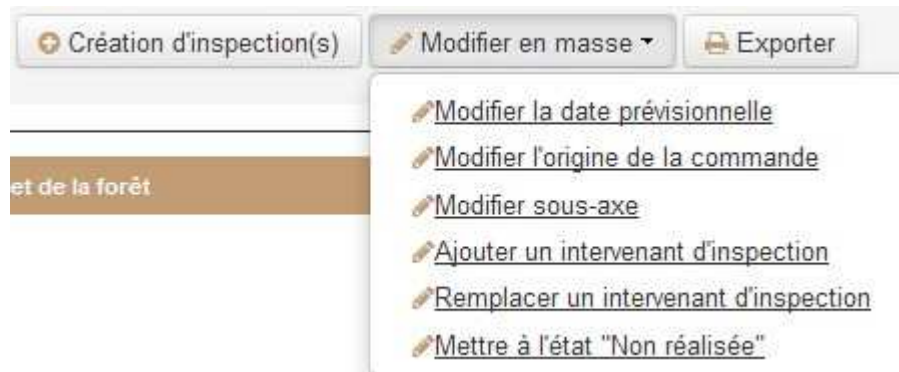 Création d'inspection(s) Modifier en masse Exporter
Modifier la date prévisionnelle
Modifier l'origine de la commande
et de la forêt
Modifier sous-axe
Ajouter un intervenant d'inspection
Remplacer un intervenant d'inspection
Mettre à l'état "Non réalisée"